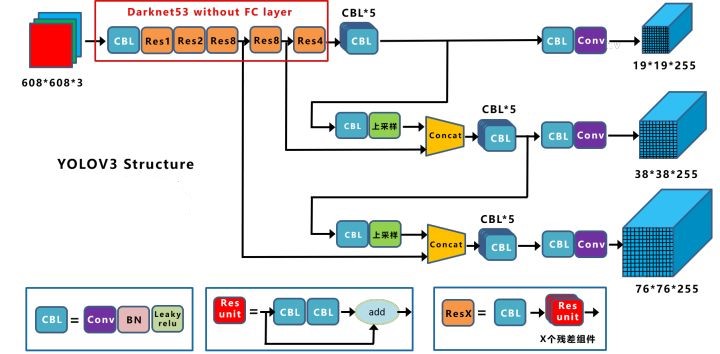 Darknet53 without FC layer
CBL*5
CBL
Res1
Res2
Res8
Res8
Res4
CBL
CBL
Conv
608*608*3
19*19*255
CBL*5
CBL
上采样
Concat
CBL
CBL
Conv
38*38*255
YOLOV3 Structure
CBL*5
CBL
上采样
Concat
CBL
CBL
Conv
76*76*255
CBL
=
Conv
BN
Leaky
relu
Res
unit
=
CBL
CBL
add
ResX
=
CBL
Res
unit
X个残差组件